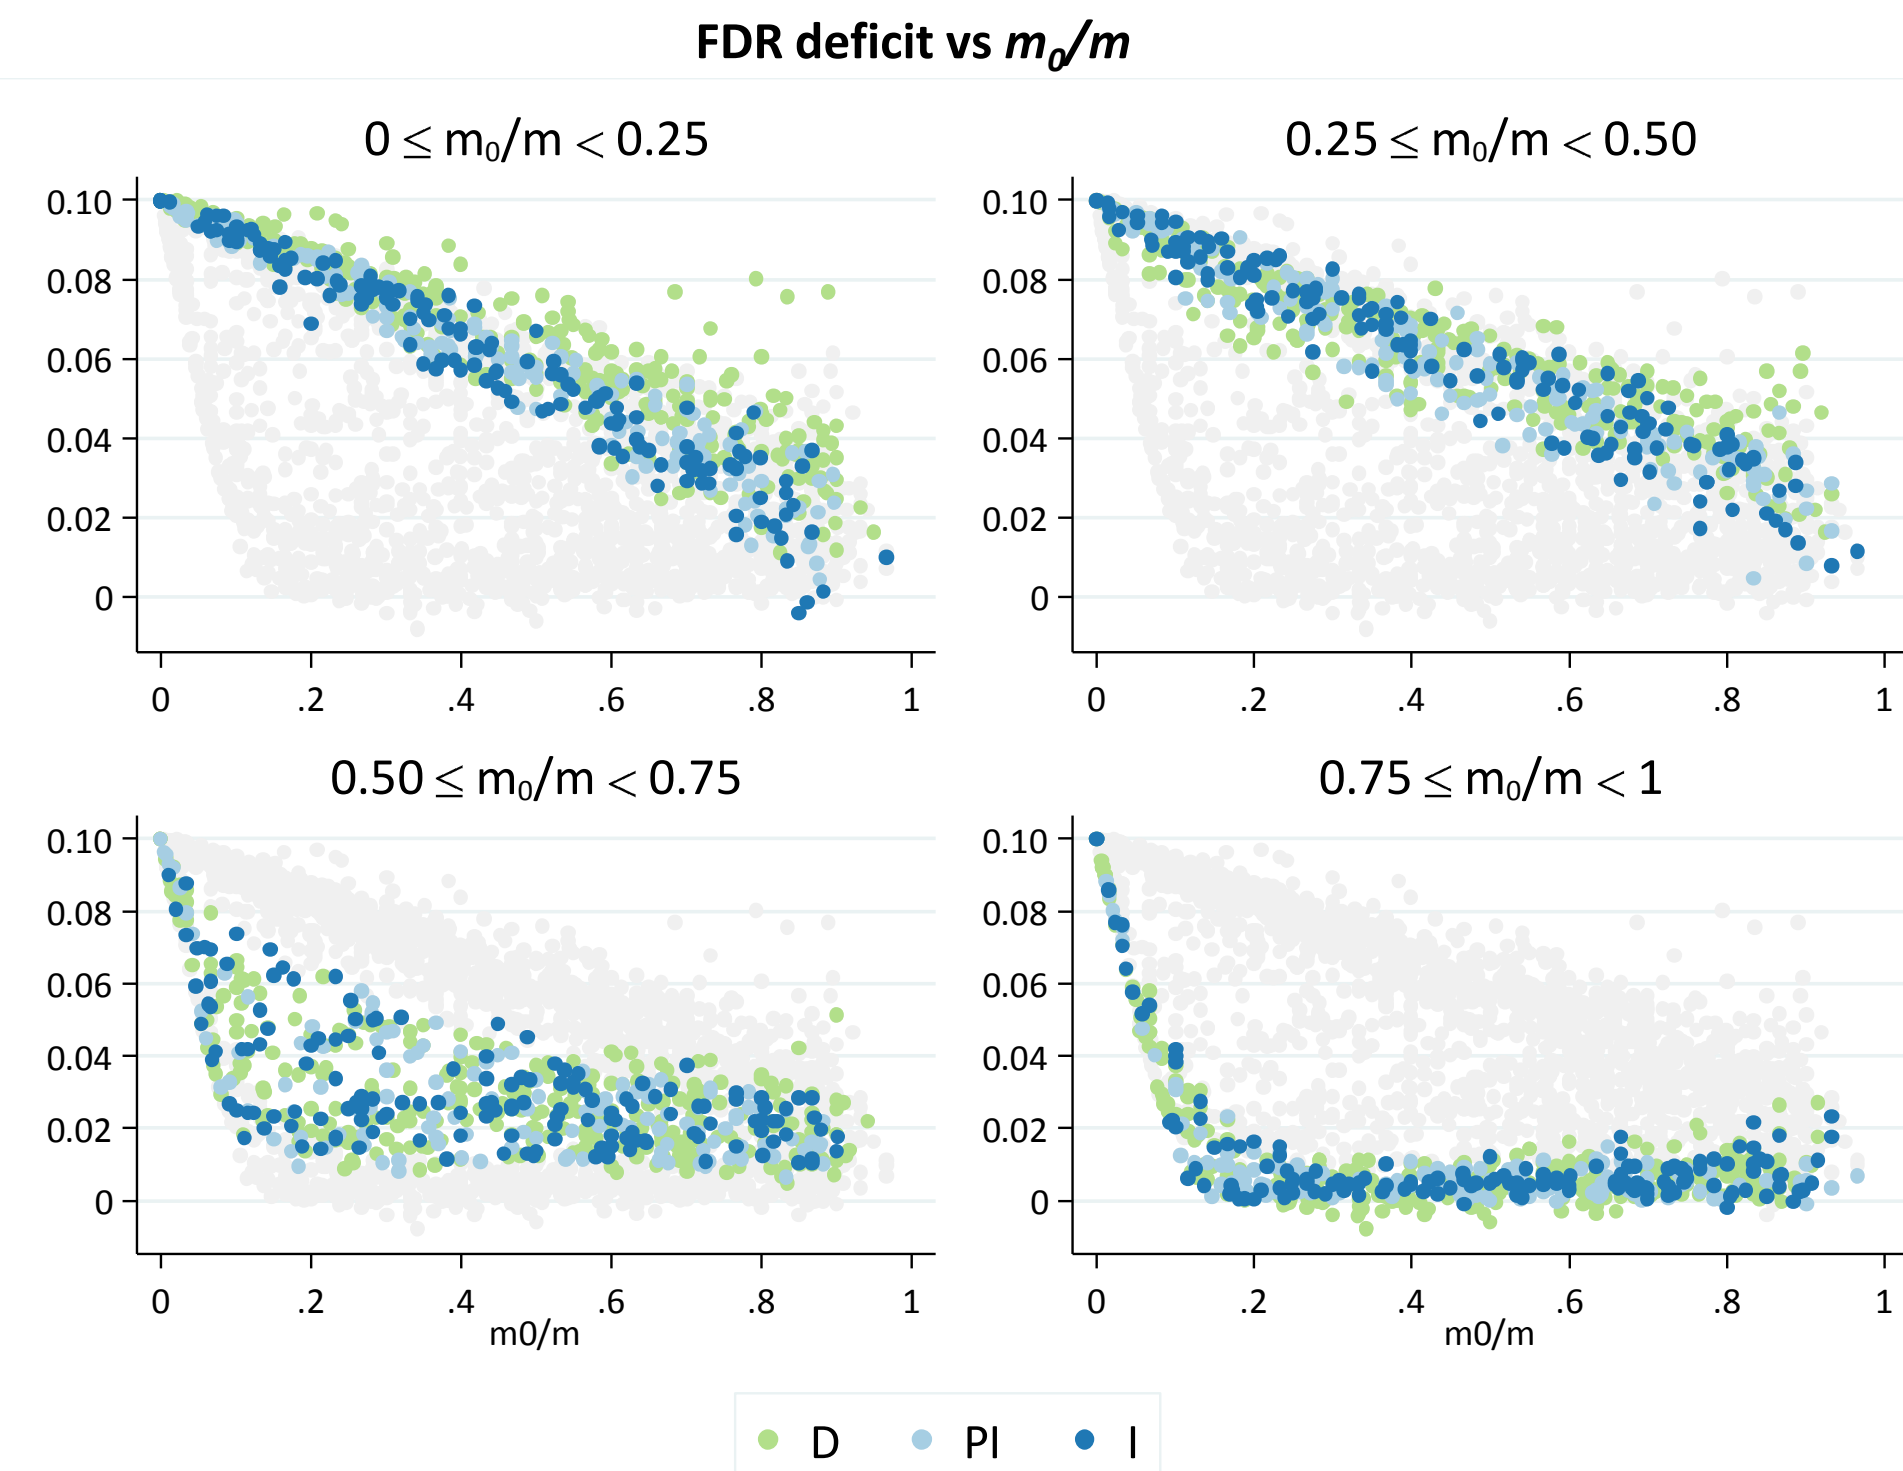 FDR deficit vs m₀/m
0 ≤ m₀/m < 0.25
0.10
0.08
0.06
0.04
0.02
0
0 .2 .4 .6 .8 1
0.25 ≤ m₀/m < 0.50
0.10
0.08
0.06
0.04
0.02
0
0 .2 .4 .6 .8 1
0.50 ≤ m₀/m < 0.75
0.10
0.08
0.06
0.04
0.02
0
0 .2 .4 .6 .8 1
m0/m
0.75 ≤ m₀/m < 1
0.10
0.08
0.06
0.04
0.02
0
0 .2 .4 .6 .8 1
m0/m
D PI I